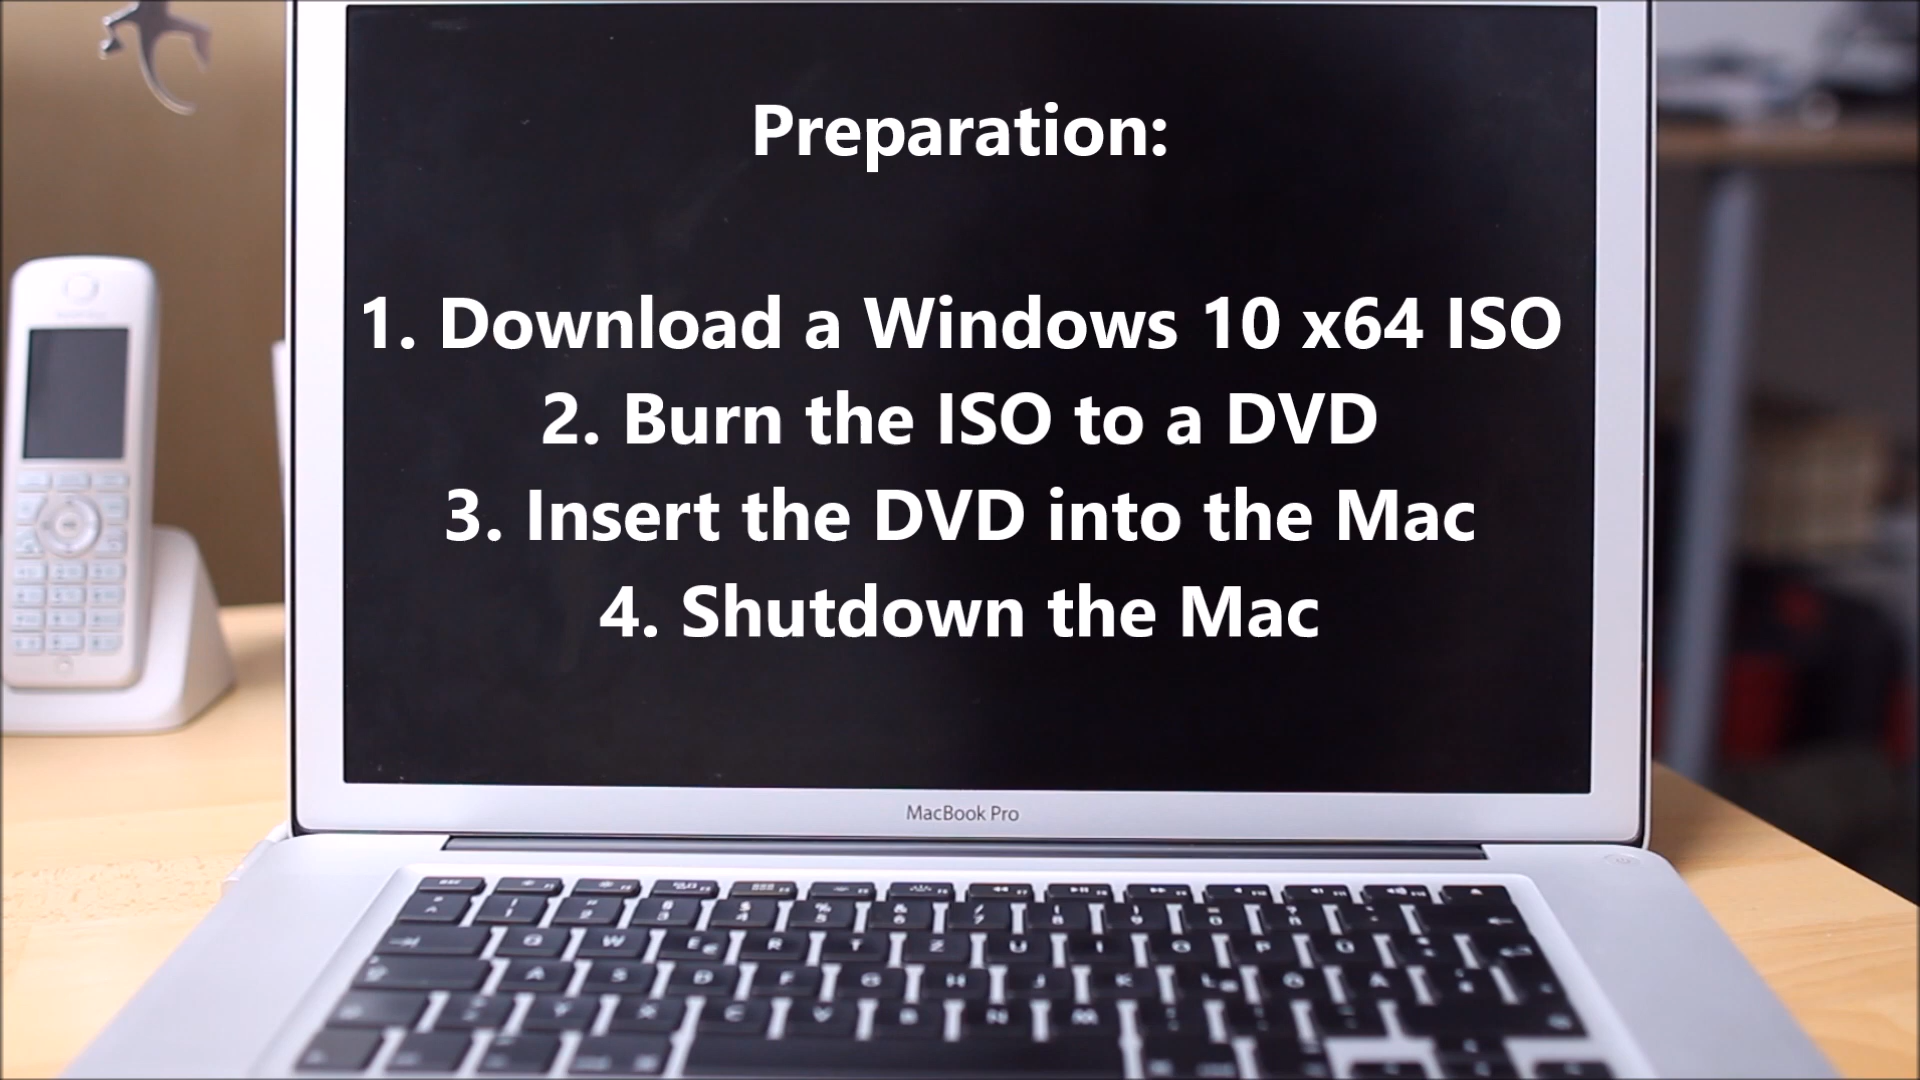 Preparation:
1. Download a Windows 10 x64 ISO
2. Burn the ISO to a DVD
3. Insert the DVD into the Mac
4. Shutdown the Mac
MacBook Pro
Q W E R T Z U I O P Ü
A S D F G H J K L Ö Ä
Y X C V B N M